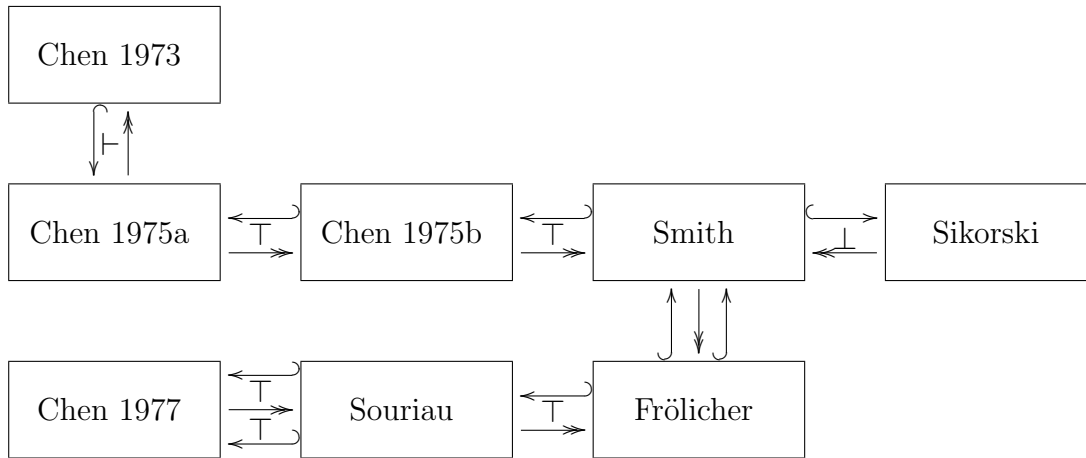 Chen 1973
Chen 1975a
Chen 1975b
Smith
Sikorski
Chen 1977
Souriau
Frölicher